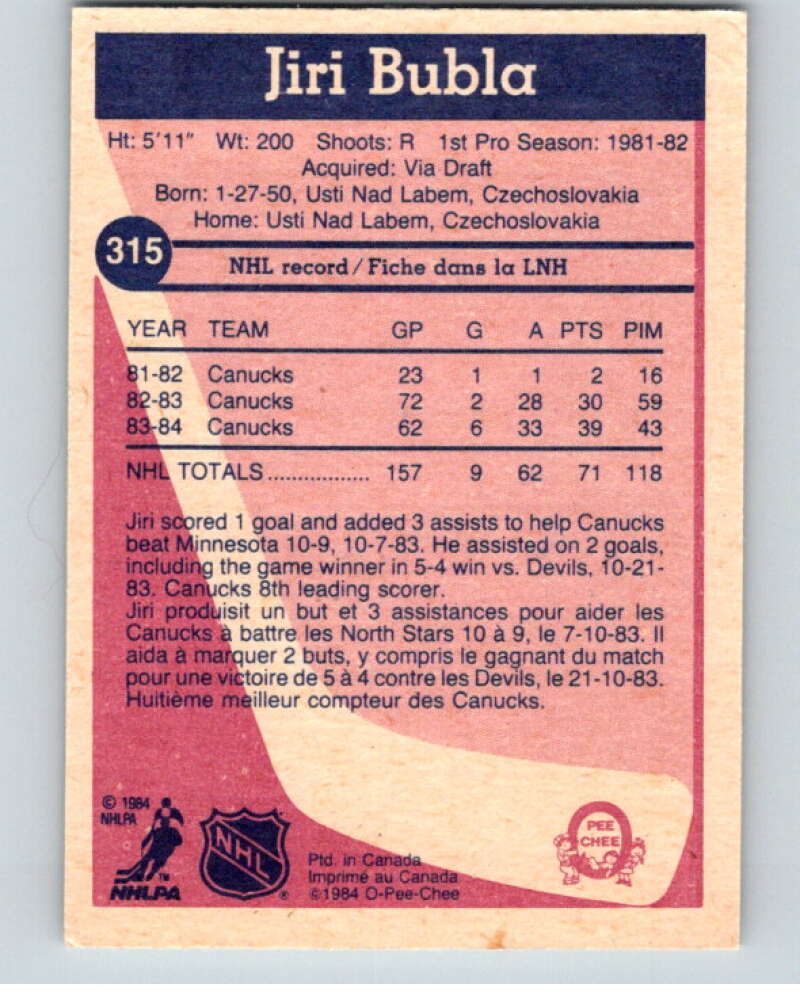 Jiri Bubla
Ht: 5'11" Wt: 200 Shoots: R 1st Pro Season: 1981-82
Acquired: Via Draft
Born: 1-27-50, Usti Nad Labem, Czechoslovakia
Home: Usti Nad Labem, Czechoslovakia
315
NHL record/Fiche dans la LNH
YEAR TEAM GP G A PTS PIM
81-82 Canucks 23 1 1 2 16
82-83 Canucks 72 2 28 30 59
83-84 Canucks 62 6 33 39 43
NHL TOTALS................. 157 9 62 71 118
Jiri scored 1 goal and added 3 assists to help Canucks
beat Minnesota 10-9, 10-7-83. He assisted on 2 goals,
including the game winner in 5-4 win vs. Devils, 10-21-
83. Canucks 8th leading scorer.
Jiri produisit un but et 3 assistances pour aider les
Canucks à battre les North Stars 10 à 9, le 7-10-83. Il
aida à marquer 2 buts, y compris le gagnant du match
pour une victoire de 5 à 4 contre les Devils, le 21-10-83.
Huitième meilleur compteur des Canucks.
© 1984
NHLPA
TM
NHLPA
NHL
®
Ptd. in Canada
Imprimé au Canada
©1984 O-Pee-Chee
PEE
CHEE